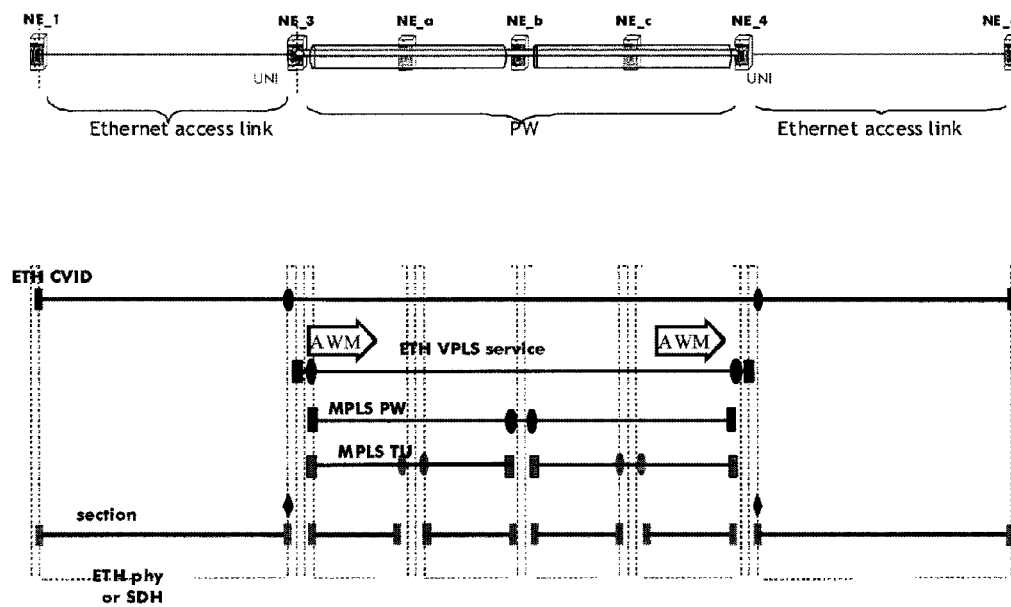 NE_1 NE_3 NE_a NE_b NE_c NE_4
UNI UNI
Ethernet access link PW Ethernet access link
ETH CVID
AWM AWM
ETH VPLS service
MPLS PW
MPLS TU
section
ETH phy
or SDH